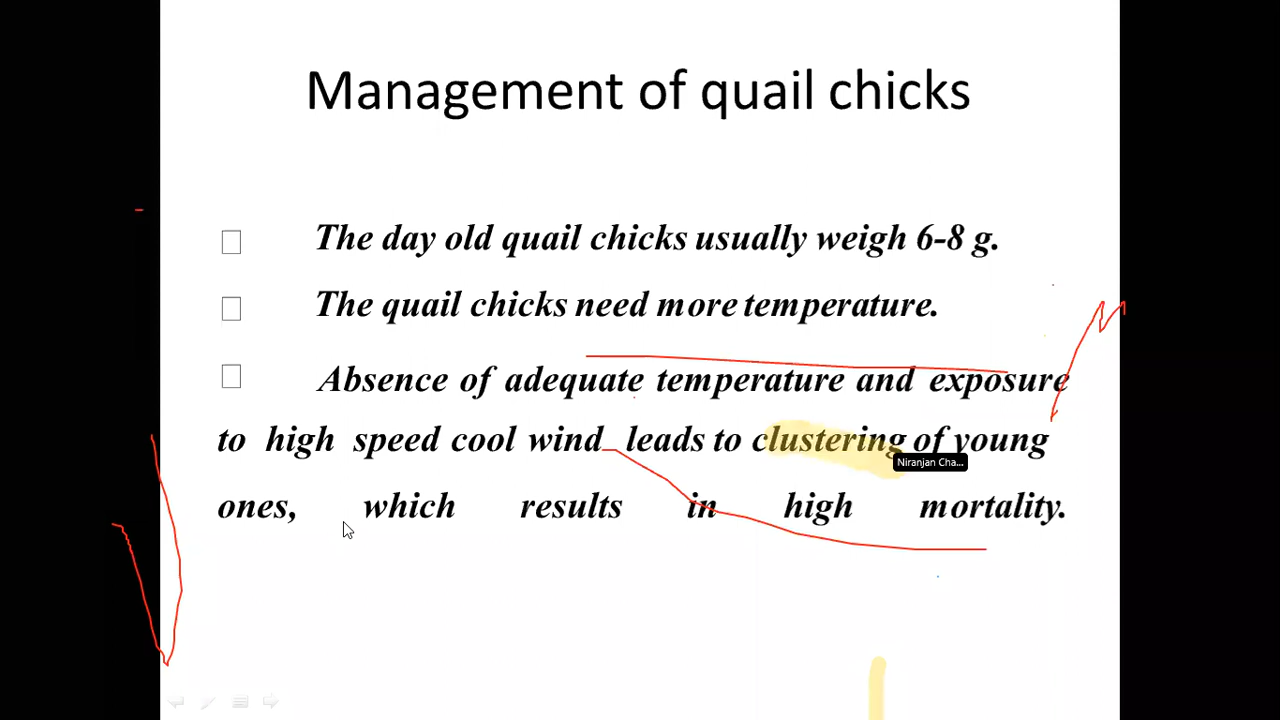 Management of quail chicks
The day old quail chicks usually weigh 6-8 g.
The quail chicks need more temperature.
Absence of adequate temperature and exposure
to high speed cool wind leads to clustering of young
Niranjan Cha...
ones, which results in high mortality.